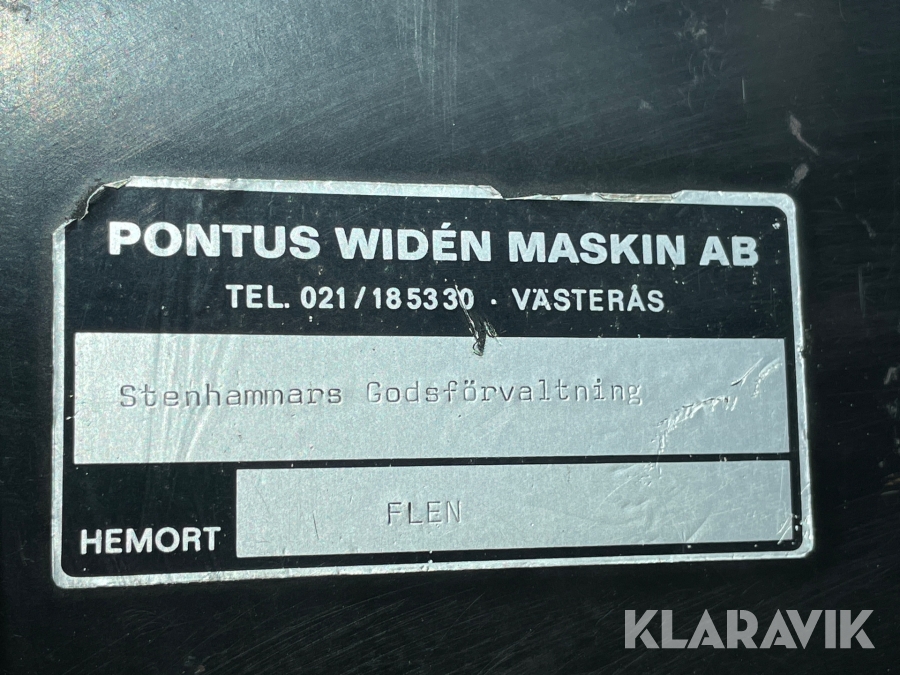 PONTUS WIDÉN MASKIN AB
TEL. 021/185330 · VÄSTERÅS
Stenhammars Godsförvaltning
HEMORT FLEN
KLARAVIK